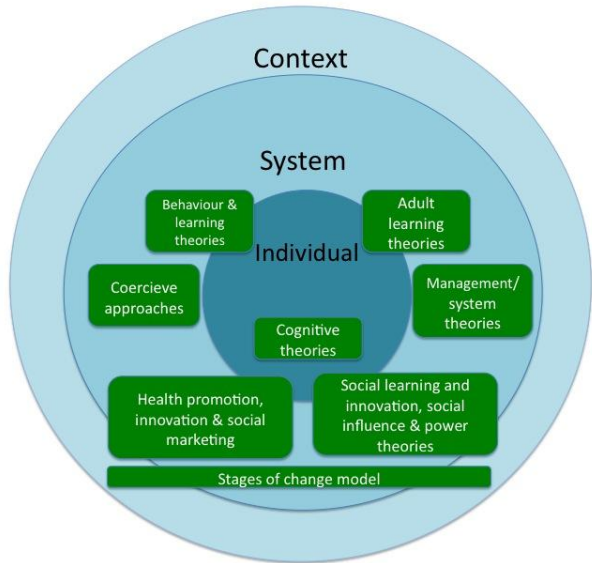 Context
System
Behaviour &
learning
theories
Adult
learning
theories
Individual
Coercieve
approaches
Management/
system
theories
Cognitive
theories
Health promotion,
innovation & social
marketing
Social learning and
innovation, social
influence & power
theories
Stages of change model